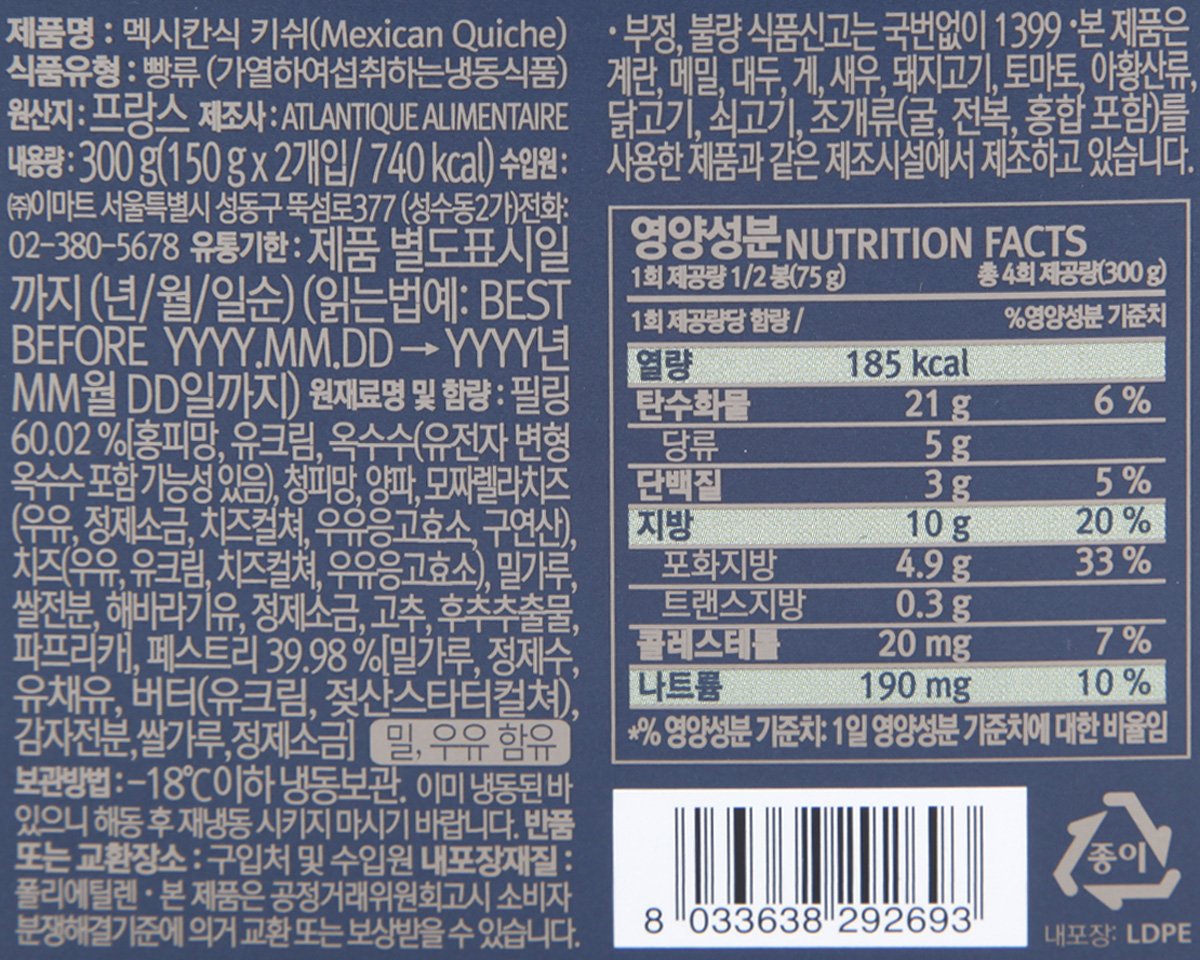 제품명 : 멕시칸식 키쉬(Mexican Quiche)
식품유형 : 빵류 (가열하여섭취하는냉동식품)
원산지 : 프랑스 제조사 : ATLANTIQUE ALIMENTAIRE
내용량 : 300 g(150 g x 2개입/ 740 kcal) 수입원 :
㈜이마트 서울특별시 성동구 뚝섬로377 (성수동2가)전화:
02-380-5678 유통기한 : 제품 별도표시일
까지 (년/월/일순) (읽는법예: BEST
BEFORE YYYY.MM.DD → YYYY년
MM월 DD일까지) 원재료명 및 함량 : 필링
60.02 %[홍피망, 유크림, 옥수수(유전자 변형
옥수수 포함 가능성 있음), 청피망, 양파, 모짜렐라치즈
(우유, 정제소금, 치즈컬쳐, 우유응고효소, 구연산),
치즈(우유, 유크림, 치즈컬쳐, 우유응고효소), 밀가루,
쌀전분, 해바라기유, 정제소금, 고추, 후추추출물,
파프리카], 페스트리 39.98 %[밀가루, 정제수,
유채유, 버터(유크림, 젖산스타터컬쳐),
감자전분,쌀가루,정제소금] 밀, 우유 함유
보관방법 : -18℃이하 냉동보관. 이미 냉동된 바
있으니 해동 후 재냉동 시키지 마시기 바랍니다. 반품
또는 교환장소 : 구입처 및 수입원 내포장재질 :
폴리에틸렌 · 본 제품은 공정거래위원회고시 소비자
분쟁해결기준에 의거 교환 또는 보상받을 수 있습니다.
· 부정, 불량 식품신고는 국번없이 1399 · 본 제품은
계란, 메밀, 대두, 게, 새우, 돼지고기, 토마토, 아황산류,
닭고기, 쇠고기, 조개류(굴, 전복, 홍합 포함)를
사용한 제품과 같은 제조시설에서 제조하고 있습니다.
영양성분 NUTRITION FACTS
1회 제공량 1/2 봉(75 g) 총 4회 제공량(300 g)
1회 제공량당 함량 / %영양성분 기준치
열량 185 kcal
탄수화물 21 g 6 %
당류 5 g
단백질 3 g 5 %
지방 10 g 20 %
포화지방 4.9 g 33 %
트랜스지방 0.3 g
콜레스테롤 20 mg 7 %
나트륨 190 mg 10 %
*% 영양성분 기준치: 1일 영양성분 기준치에 대한 비율임
8 033638 292693
종이
내포장: LDPE